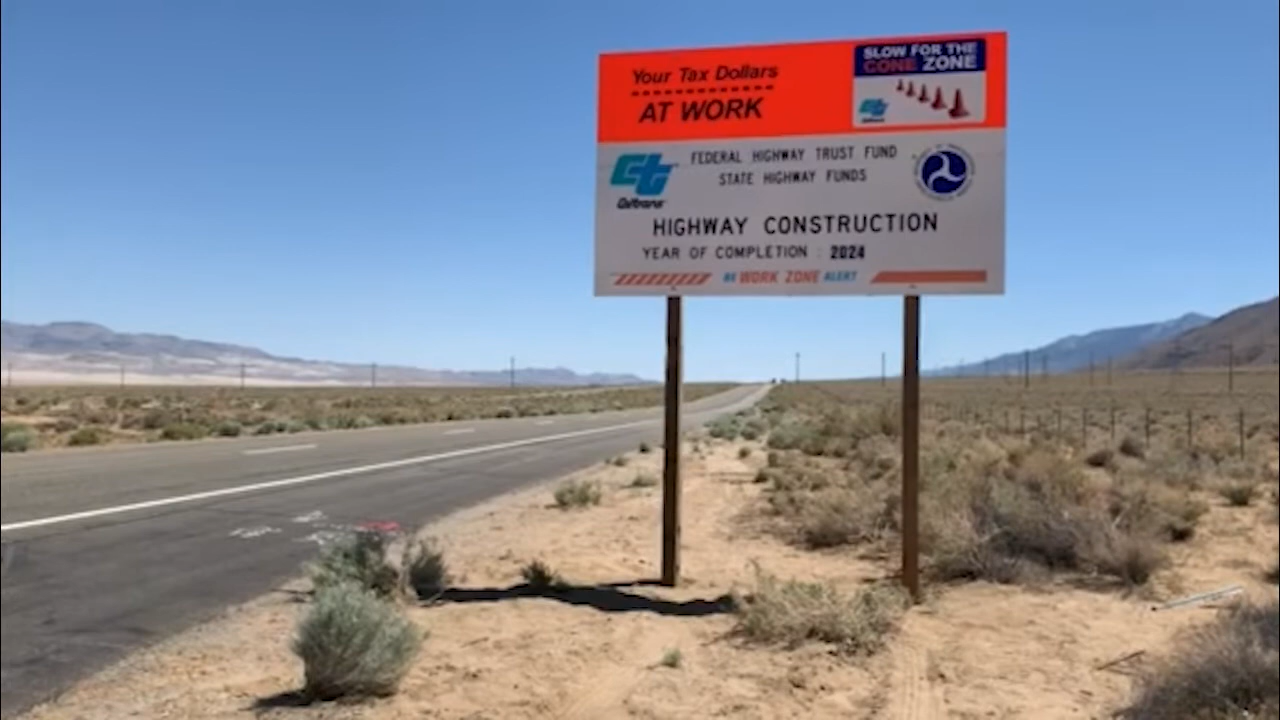 Your Tax Dollars
AT WORK
SLOW FOR THE
CONE ZONE
Caltrans
FEDERAL HIGHWAY TRUST FUND
STATE HIGHWAY FUNDS
HIGHWAY CONSTRUCTION
YEAR OF COMPLETION : 2024
BE WORK ZONE ALERT